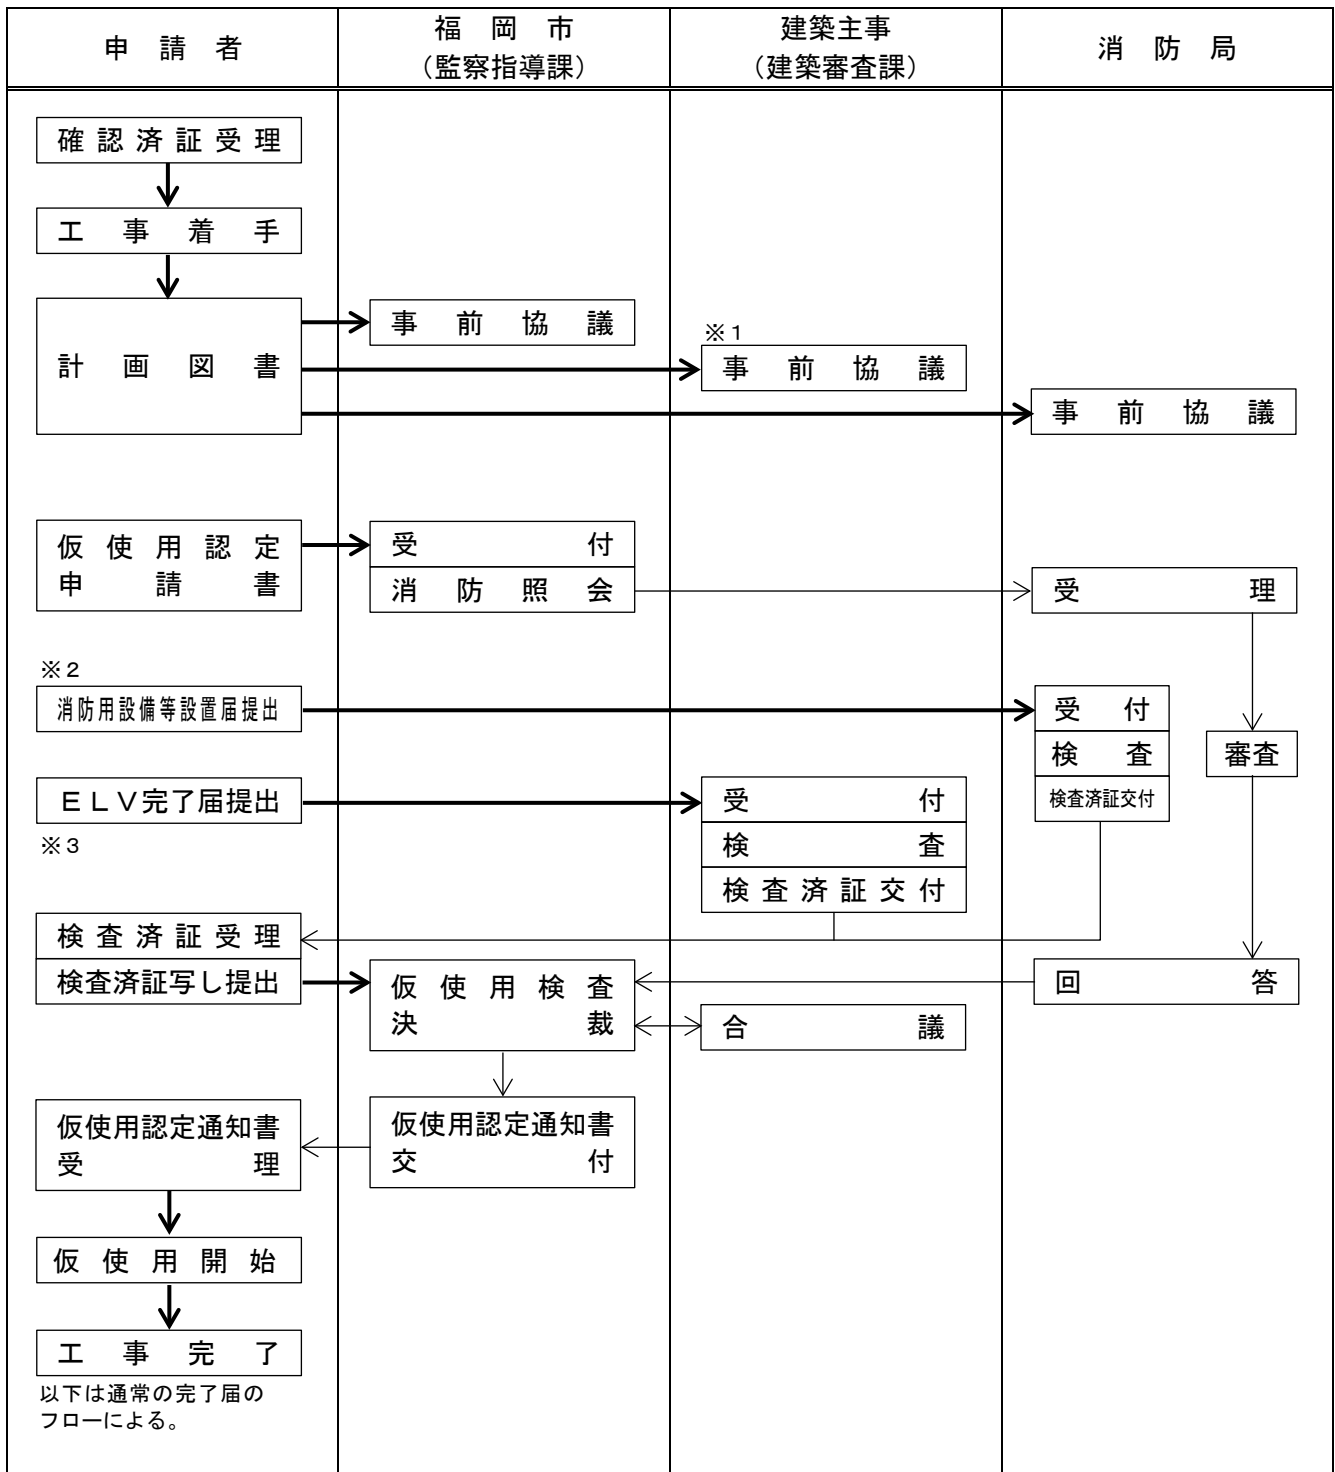 申請者
福岡市
（監察指導課）
建築主事
（建築審査課）
消防局
確認済証受理
工事着手
計画図書
事前協議
※１
事前協議
事前協議
仮使用認定
申請書
受付
消防照会
受理
※２
消防用設備等設置届提出
受付
検査
検査済証交付
審査
ＥＬＶ完了届提出
※３
受付
検査
検査済証交付
検査済証受理
検査済証写し提出
仮使用検査
決裁
回答
合議
仮使用認定通知書
受理
仮使用認定通知書
交付
仮使用開始
工事完了
以下は通常の完了届の
フローによる。